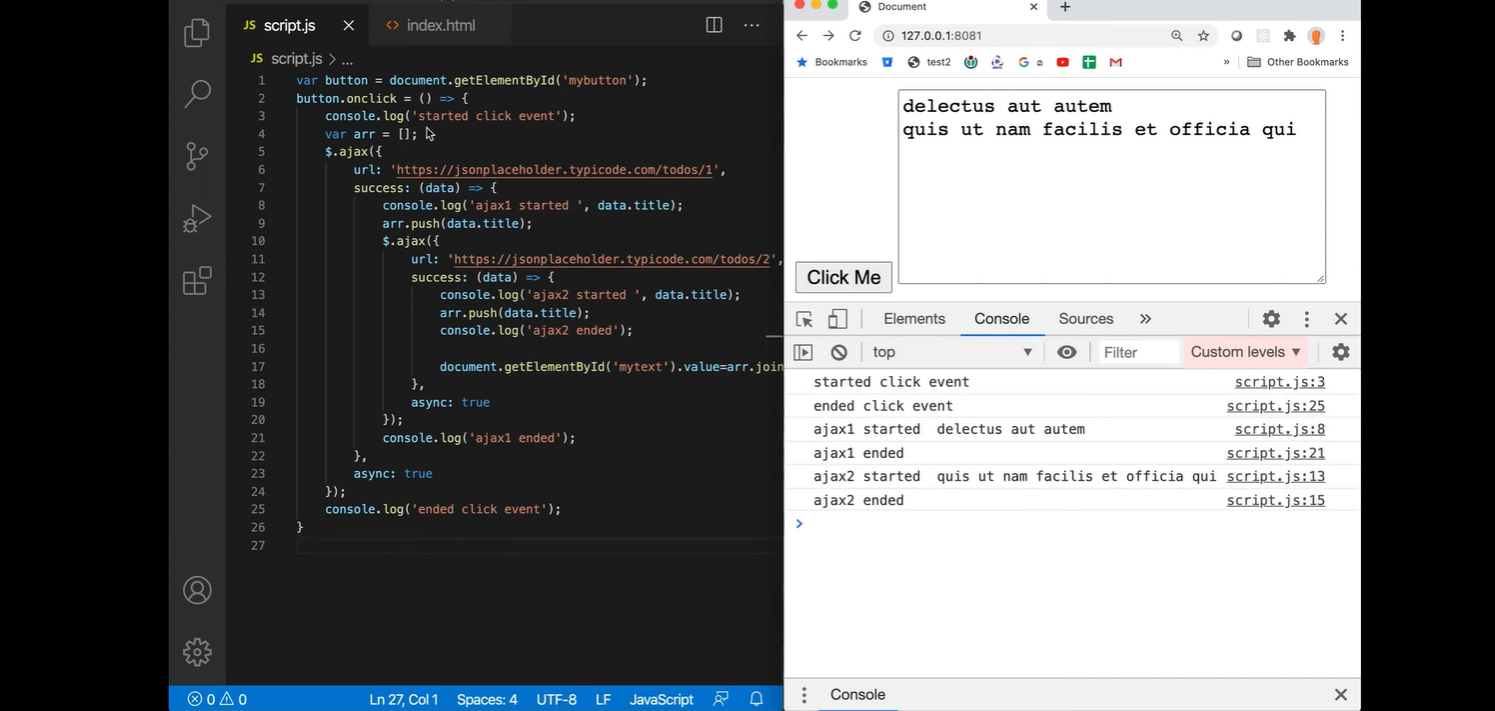 JS script.js
<> index.html
JS script.js > ...
1 var button = document.getElementById('mybutton');
2 button.onclick = () => {
3 console.log('started click event');
4 var arr = [];
5 $.ajax({
6 url: 'https://jsonplaceholder.typicode.com/todos/1',
7 success: (data) => {
8 console.log('ajax1 started ', data.title);
9 arr.push(data.title);
10 $.ajax({
11 url: 'https://jsonplaceholder.typicode.com/todos/2',
12 success: (data) => {
13 console.log('ajax2 started ', data.title);
14 arr.push(data.title);
15 console.log('ajax2 ended');
16
17 document.getElementById('mytext').value=arr.join
18 },
19 async: true
20 });
21 console.log('ajax1 ended');
22 },
23 async: true
24 });
25 console.log('ended click event');
26 }
27
0 0
Ln 27, Col 1 Spaces: 4 UTF-8 LF JavaScript
Document
127.0.0.1:8081
Bookmarks test2 a » Other Bookmarks
delectus aut autem
quis ut nam facilis et officia qui
Click Me
Elements Console Sources »
top Filter Custom levels
started click event script.js:3
ended click event script.js:25
ajax1 started delectus aut autem script.js:8
ajax1 ended script.js:21
ajax2 started quis ut nam facilis et officia qui script.js:13
ajax2 ended script.js:15
>
Console